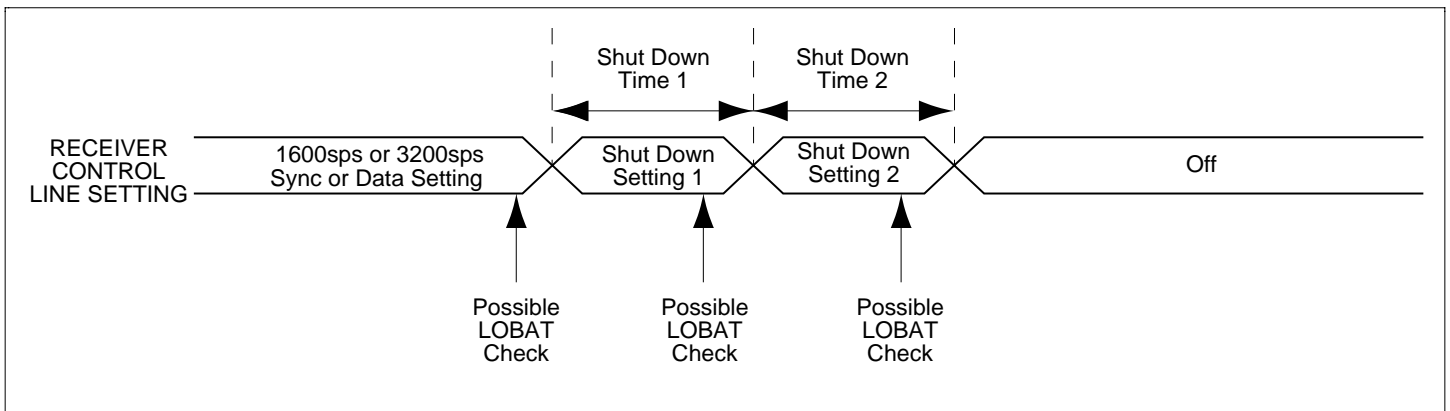 Shut Down
Time 1
Shut Down
Time 2
RECEIVER
CONTROL
LINE SETTING
1600sps or 3200sps
Sync or Data Setting
Shut Down
Setting 1
Shut Down
Setting 2
Off
Possible
LOBAT
Check
Possible
LOBAT
Check
Possible
LOBAT
Check